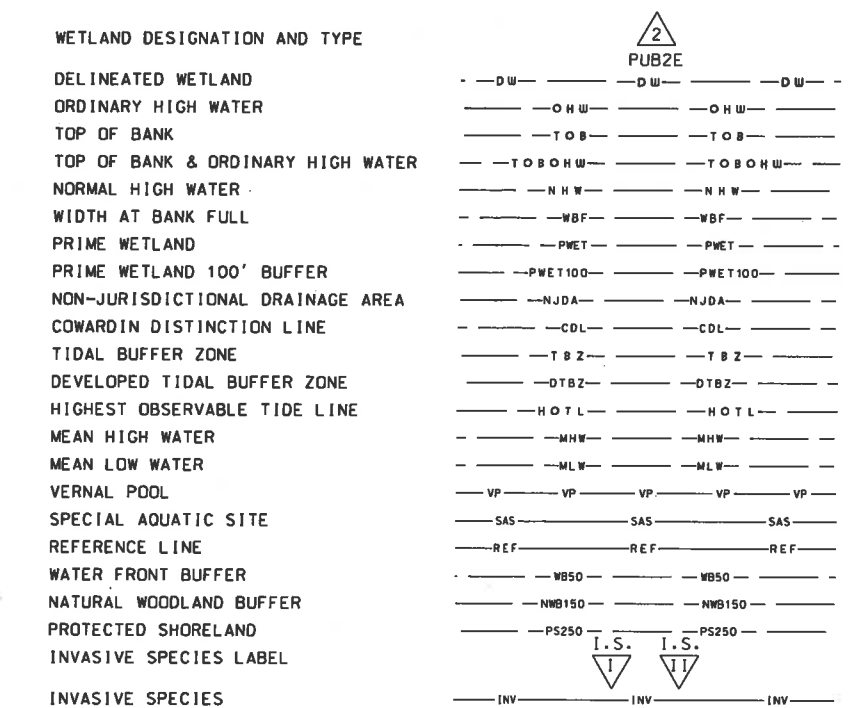 WETLAND DESIGNATION AND TYPE 2
PUB2E
DELINEATED WETLAND DW DW DW
ORDINARY HIGH WATER OHW OHW
TOP OF BANK TOB TOB
TOP OF BANK & ORDINARY HIGH WATER TOBOHW TOBOHW
NORMAL HIGH WATER NHW NHW
WIDTH AT BANK FULL WBF WBF
PRIME WETLAND PWET PWET
PRIME WETLAND 100' BUFFER PWET100 PWET100
NON-JURISDICTIONAL DRAINAGE AREA NJDA NJDA
COWARDIN DISTINCTION LINE CDL CDL
TIDAL BUFFER ZONE TBZ TBZ
DEVELOPED TIDAL BUFFER ZONE DTBZ DTBZ
HIGHEST OBSERVABLE TIDE LINE HOTL HOTL
MEAN HIGH WATER MHW MHW
MEAN LOW WATER MLW MLW
VERNAL POOL VP VP VP VP VP
SPECIAL AQUATIC SITE SAS SAS SAS
REFERENCE LINE REF REF REF
WATER FRONT BUFFER WB50 WB50
NATURAL WOODLAND BUFFER NWB150 NWB150
PROTECTED SHORELAND PS250 PS250
I.S. I.S.
INVASIVE SPECIES LABEL I II
INVASIVE SPECIES INV INV INV